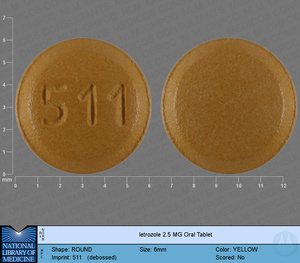 7
6
5
4
3
2
1
0
mm
511
0 1 2 3 4 5 6 7 8 9 10 11 12
letrozole 2.5 MG Oral Tablet
NATIONAL
LIBRARY OF
MEDICINE
Shape: ROUND Size: 6mm Color: YELLOW
Imprint: 511 (debossed) Scored: No